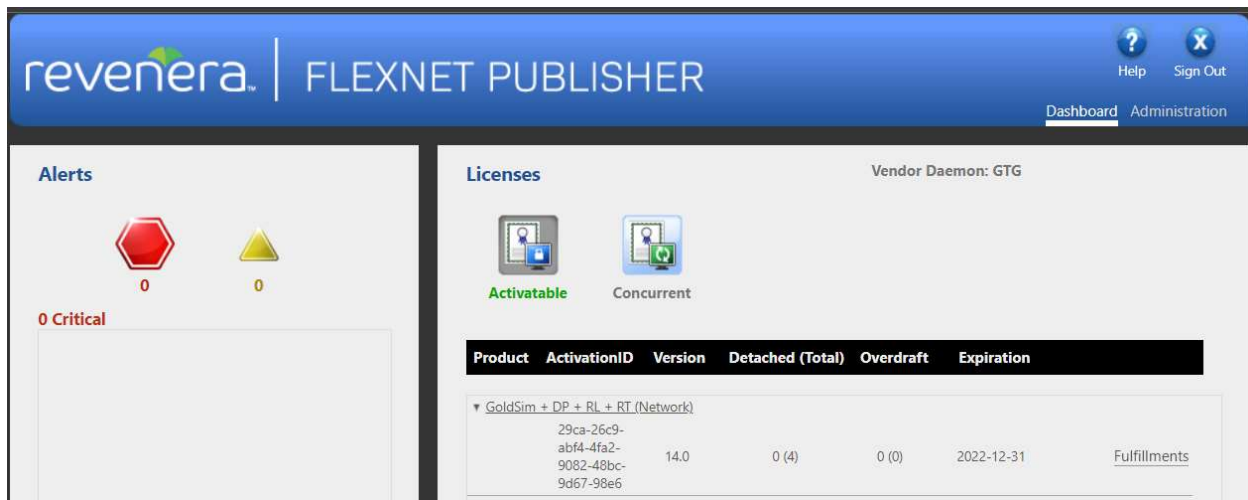 revenera™ FLEXNET PUBLISHER
? X
Help Sign Out
Dashboard Administration
Alerts
0 0
0 Critical
Licenses Vendor Daemon: GTG
Activatable Concurrent
Product ActivationID Version Detached (Total) Overdraft Expiration
▼ GoldSim + DP + RL + RT (Network)
29ca-26c9-
abf4-4fa2-
9082-48bc-
9d67-98e6
14.0 0 (4) 0 (0) 2022-12-31 Fulfillments